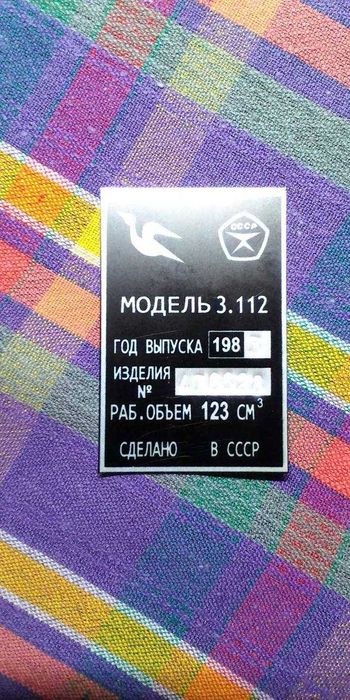 СССР
МОДЕЛЬ 3.112
ГОД ВЫПУСКА 198
ИЗДЕЛИЯ
№
РАБ.ОБЪЕМ 123 СМ³
СДЕЛАНО В СССР